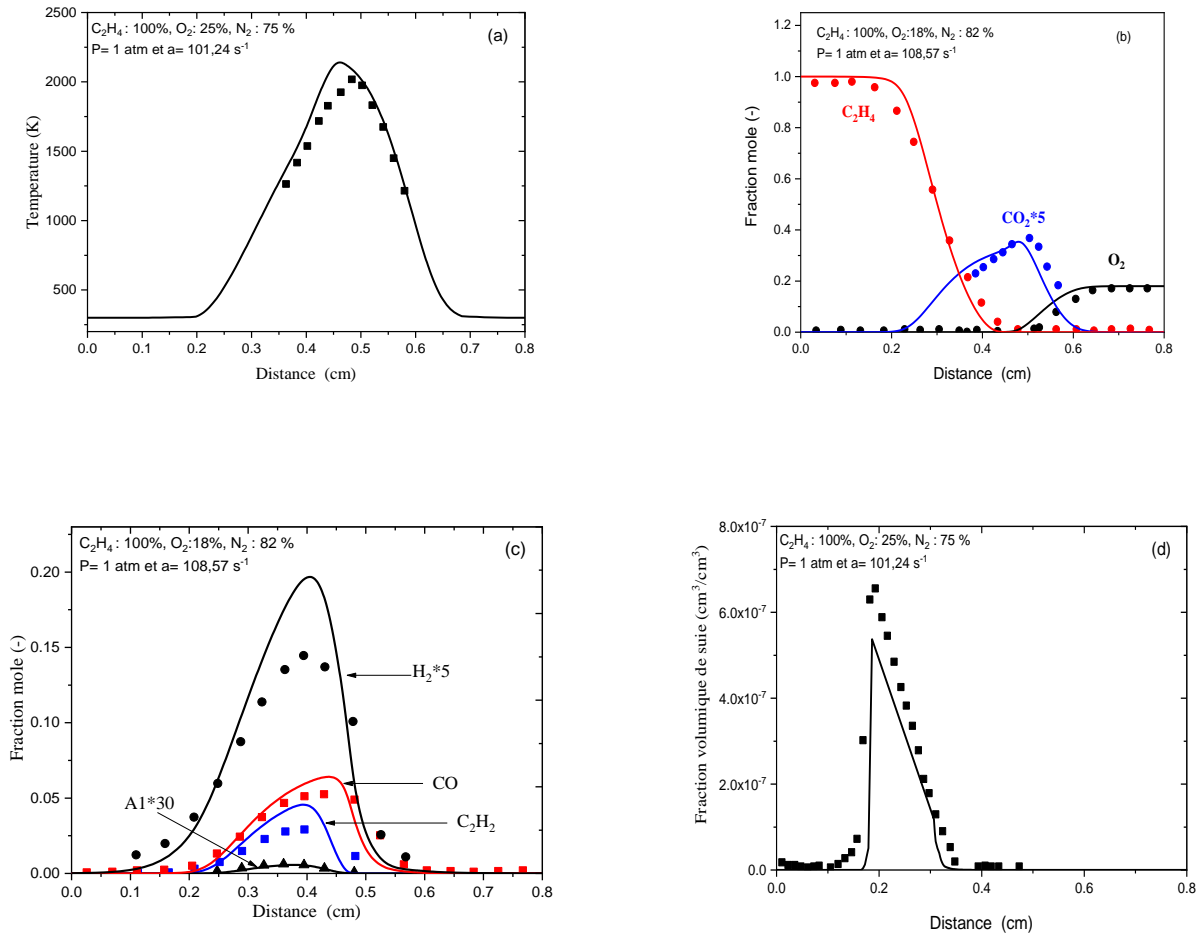 C₂H₄ : 100%, O₂: 25%, N₂ : 75 %
P= 1 atm et a= 101,24 s⁻¹
(a)
2500
2000
1500
1000
500
Temperature (K)
0.0 0.1 0.2 0.3 0.4 0.5 0.6 0.7 0.8
Distance (cm)
C₂H₄ : 100%, O₂:18%, N₂ : 82 %
P= 1 atm et a= 108,57 s⁻¹
(b)
1.2
1.0
0.8
0.6
0.4
0.2
0.0
Fraction mole (-)
C₂H₄
CO₂*5
O₂
0.0 0.2 0.4 0.6 0.8
Distance (cm)
C₂H₄ : 100%, O₂:18%, N₂ : 82 %
P= 1 atm et a= 108,57 s⁻¹
(c)
0.20
0.15
0.10
0.05
0.00
Fraction mole (-)
H₂*5
CO
A1*30
C₂H₂
0.0 0.1 0.2 0.3 0.4 0.5 0.6 0.7 0.8
Distance (cm)
C₂H₄ : 100%, O₂: 25%, N₂ : 75 %
P= 1 atm et a= 101,24 s⁻¹
(d)
8.0x10⁻⁷
6.0x10⁻⁷
4.0x10⁻⁷
2.0x10⁻⁷
0.0
Fraction volumique de suie (cm³/cm³)
0.0 0.2 0.4 0.6 0.8
Distance (cm)